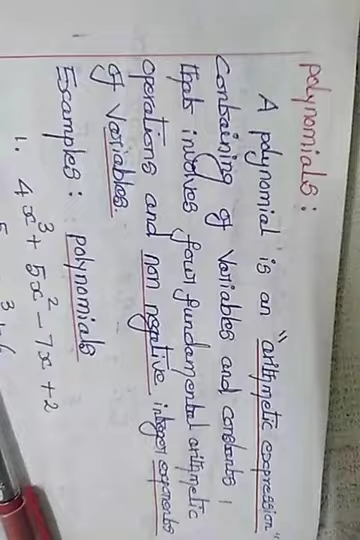 Polynomials:
A polynomial is an "arithmetic expression"
Containing of Variables and constants,
that involves four fundamental arithmetic
operations and non negative integer exponents
of Variables.
Examples: polynomials
1. 4x³ + 5x² - 7x + 2